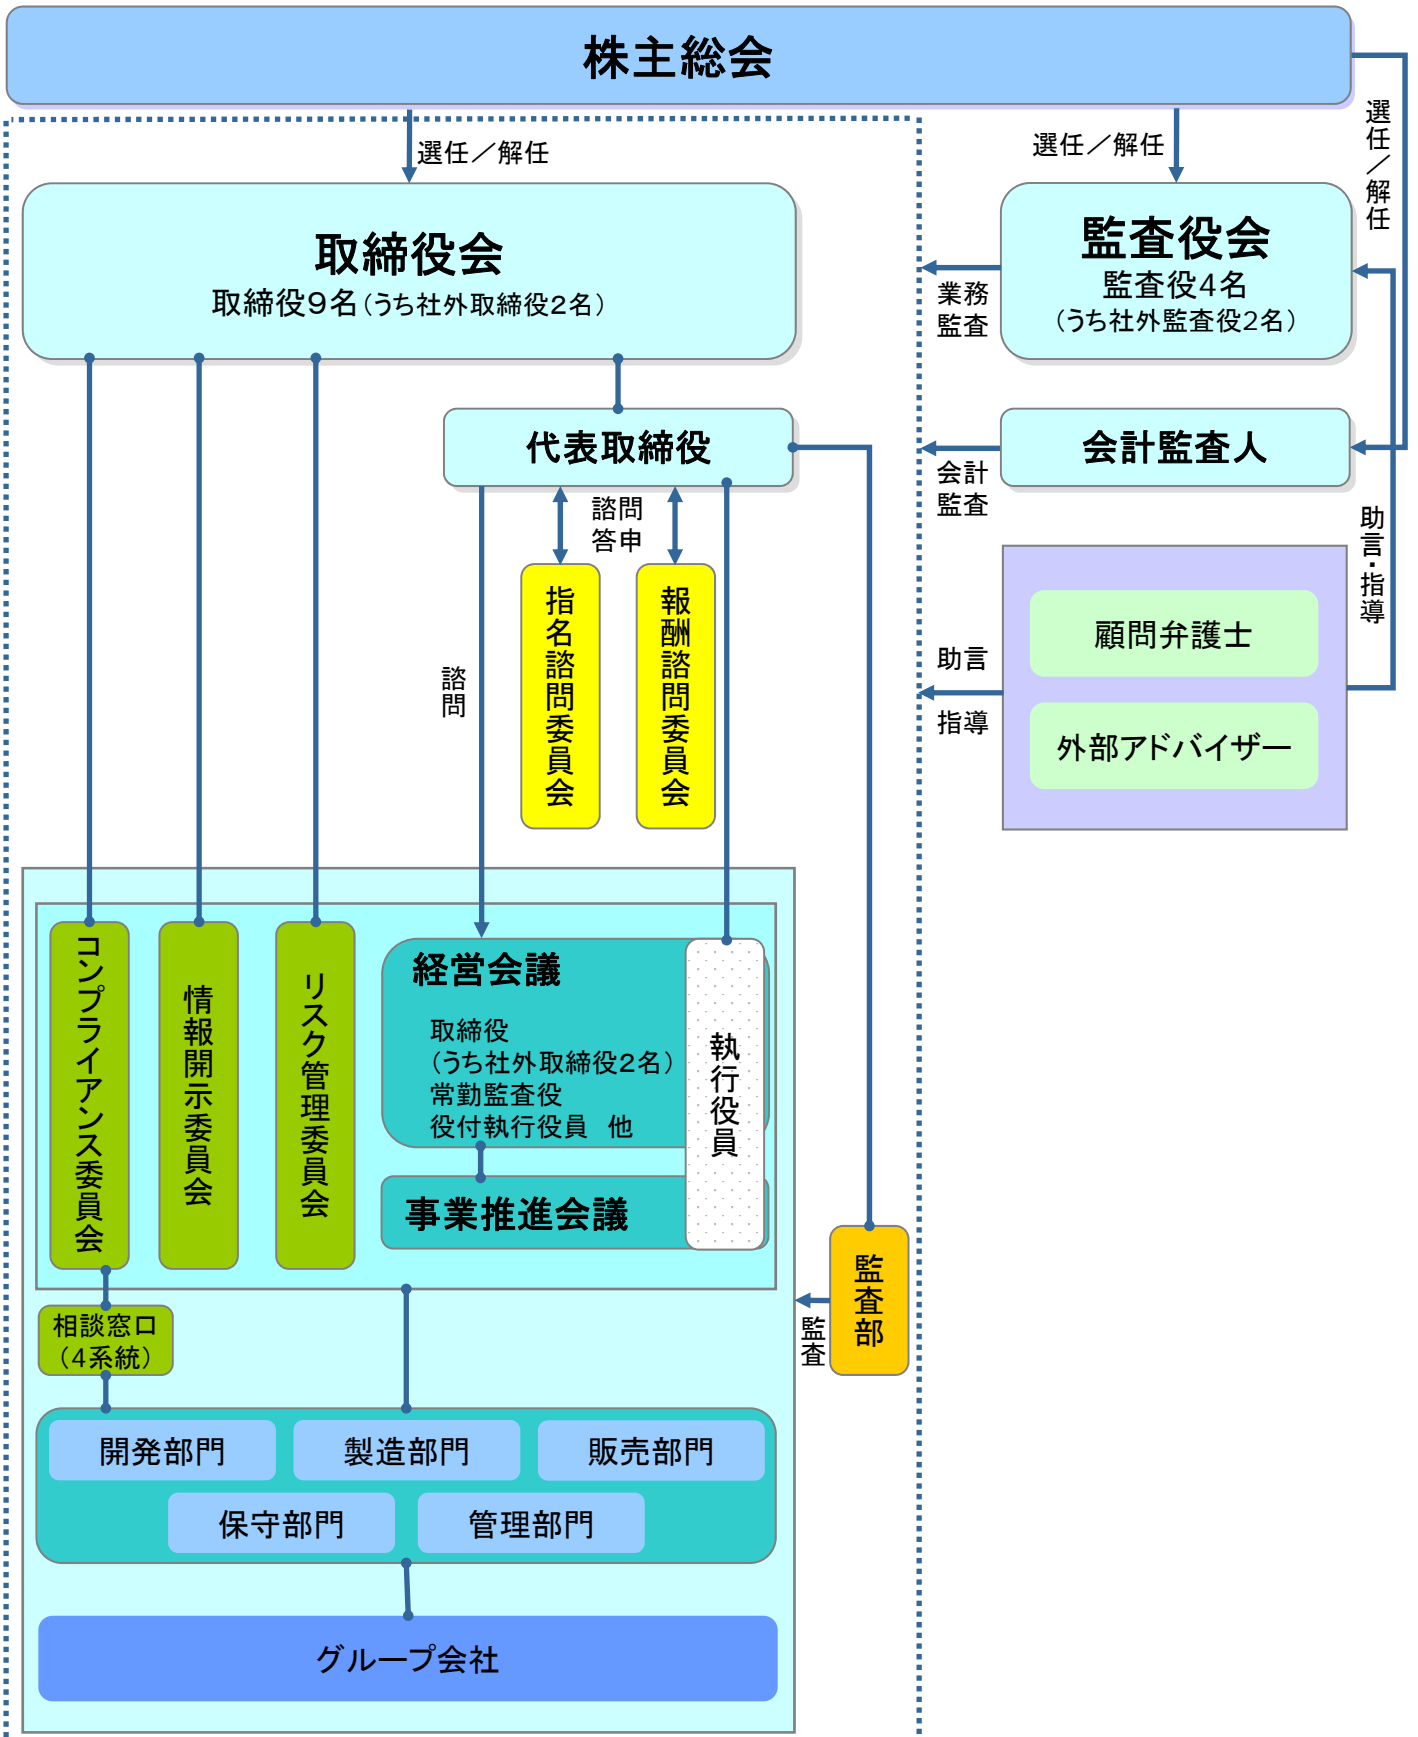 株主総会
選任／解任
選任／解任
選任／解任
取締役会
取締役９名（うち社外取締役２名）
監査役会
監査役4名
（うち社外監査役2名）
業務
監査
代表取締役
会計監査人
会計
監査
諮問
答申
助言・指導
指名諮問委員会
報酬諮問委員会
諮問
顧問弁護士
外部アドバイザー
助言
指導
コンプライアンス委員会
情報開示委員会
リスク管理委員会
経営会議
取締役
（うち社外取締役２名）
常勤監査役
役付執行役員　他
執行役員
事業推進会議
監査部
監査
相談窓口
（4系統）
開発部門
製造部門
販売部門
保守部門
管理部門
グループ会社